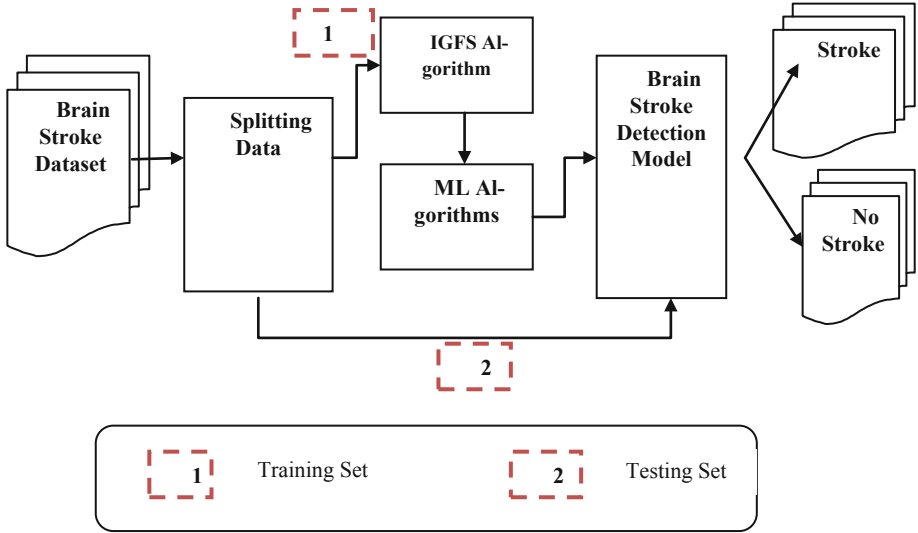 1
IGFS Al-
gorithm
Brain
Stroke
Dataset
Splitting
Data
ML Al-
gorithms
Brain
Stroke
Detection
Model
Stroke
No
Stroke
2
1 Training Set
2 Testing Set